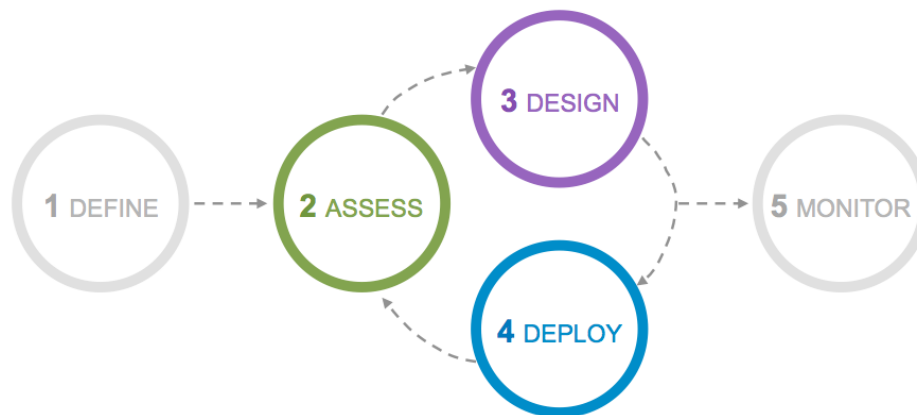 1 DEFINE
2 ASSESS
3 DESIGN
4 DEPLOY
5 MONITOR